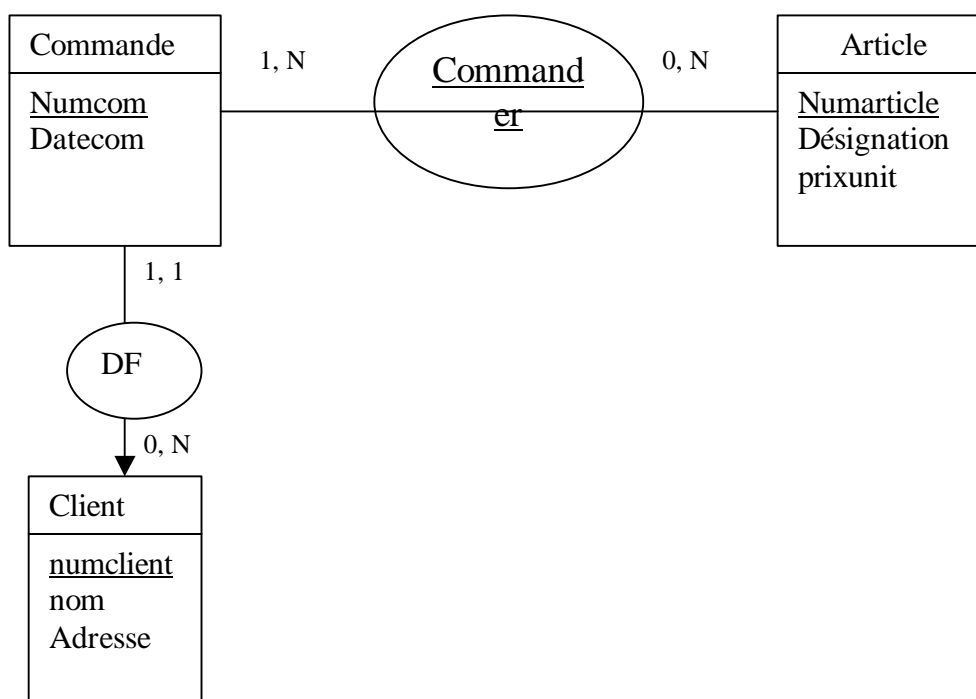 Commande
Numcom
Datecom
1, N
Command
er
0, N
Article
Numarticle
Désignation
prixunit
1, 1
DF
0, N
Client
numclient
nom
Adresse